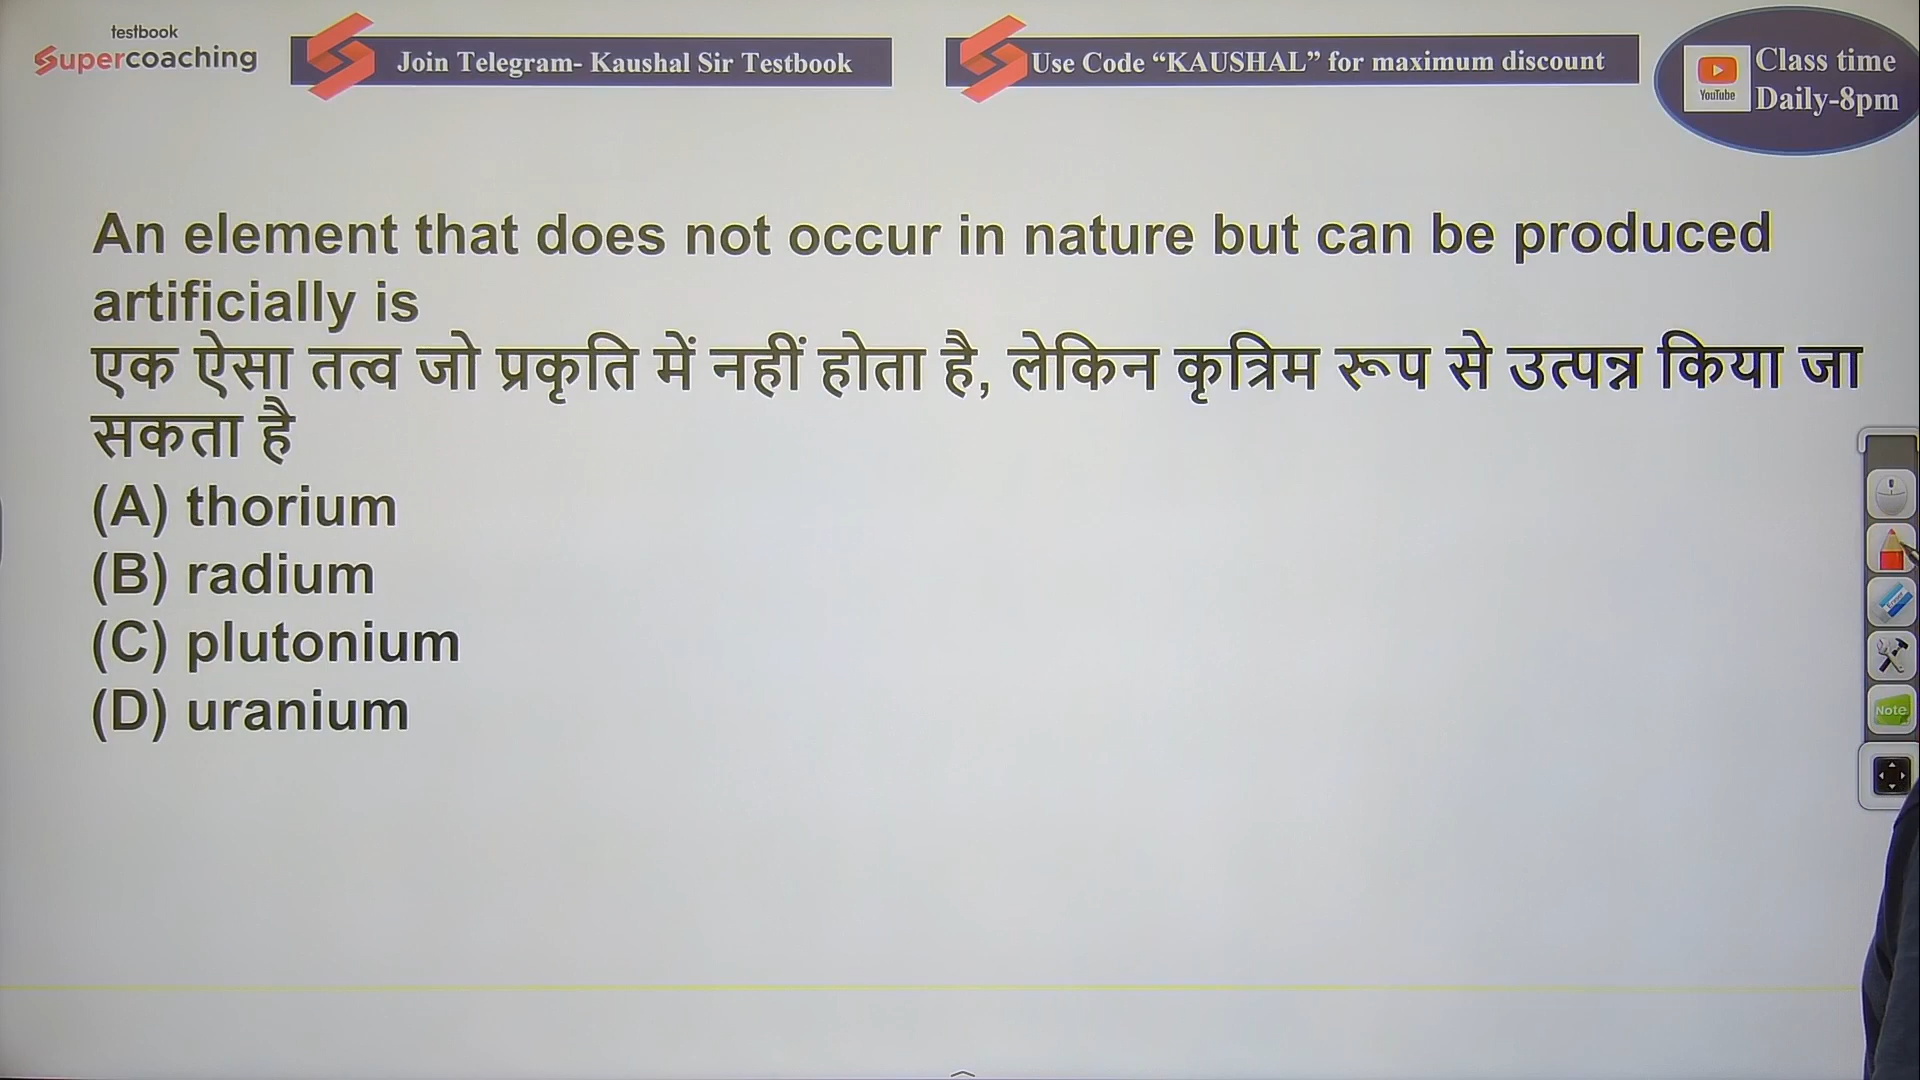 testbook
Supercoaching
Join Telegram- Kaushal Sir Testbook
Use Code “KAUSHAL” for maximum discount
YouTube
Class time
Daily-8pm
An element that does not occur in nature but can be produced
artificially is
एक ऐसा तत्व जो प्रकृति में नहीं होता है, लेकिन कृत्रिम रूप से उत्पन्न किया जा
सकता है
(A) thorium
(B) radium
(C) plutonium
(D) uranium
Note